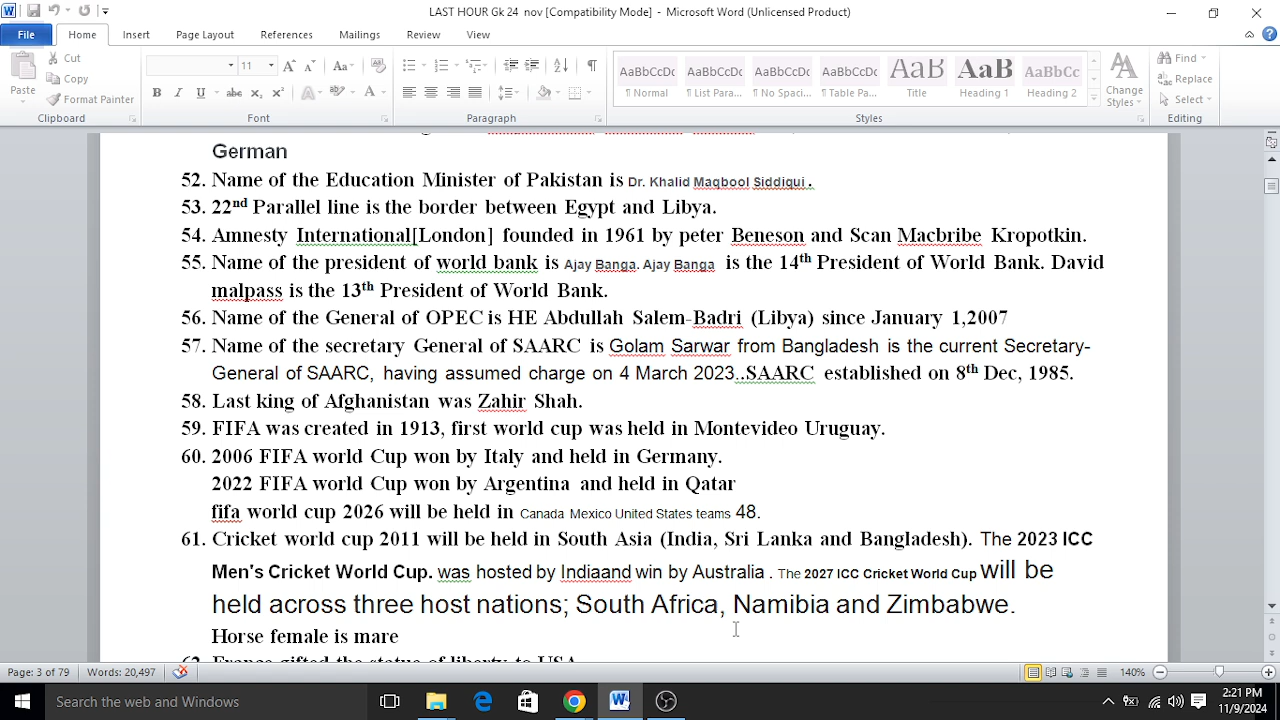 LAST HOUR Gk 24 nov [Compatibility Mode] - Microsoft Word (Unlicensed Product)
File Home Insert Page Layout References Mailings Review View
Paste Cut Copy Format Painter
11 Aa
B I U abc x₂ x² A A
AaBbCcDc AaBbCcDc AaBbCcDc AaBbCcDc AaB AaB AaBbCc
¶ Normal ¶ List Para... ¶ No Spaci... ¶ Table Pa... Title Heading 1 Heading 2
Change Styles
Find Replace Select
Clipboard Font Paragraph Styles Editing
German
52. Name of the Education Minister of Pakistan is Dr. Khalid Maqbool Siddiqui .
53. 22nd Parallel line is the border between Egypt and Libya.
54. Amnesty International[London] founded in 1961 by peter Beneson and Scan Macbribe Kropotkin.
55. Name of the president of world bank is Ajay Banga. Ajay Banga is the 14th President of World Bank. David
malpass is the 13th President of World Bank.
56. Name of the General of OPEC is HE Abdullah Salem-Badri (Libya) since January 1,2007
57. Name of the secretary General of SAARC is Golam Sarwar from Bangladesh is the current Secretary-
General of SAARC, having assumed charge on 4 March 2023..SAARC established on 8th Dec, 1985.
58. Last king of Afghanistan was Zahir Shah.
59. FIFA was created in 1913, first world cup was held in Montevideo Uruguay.
60. 2006 FIFA world Cup won by Italy and held in Germany.
2022 FIFA world Cup won by Argentina and held in Qatar
fifa world cup 2026 will be held in Canada Mexico United States teams 48.
61. Cricket world cup 2011 will be held in South Asia (India, Sri Lanka and Bangladesh). The 2023 ICC
Men's Cricket World Cup. was hosted by Indiaand win by Australia . The 2027 ICC Cricket World Cup will be
held across three host nations; South Africa, Namibia and Zimbabwe.
Horse female is mare
62. France gifted the statue of liberty to USA
Page: 3 of 79 Words: 20,497 140%
Search the web and Windows
2:21 PM
11/9/2024